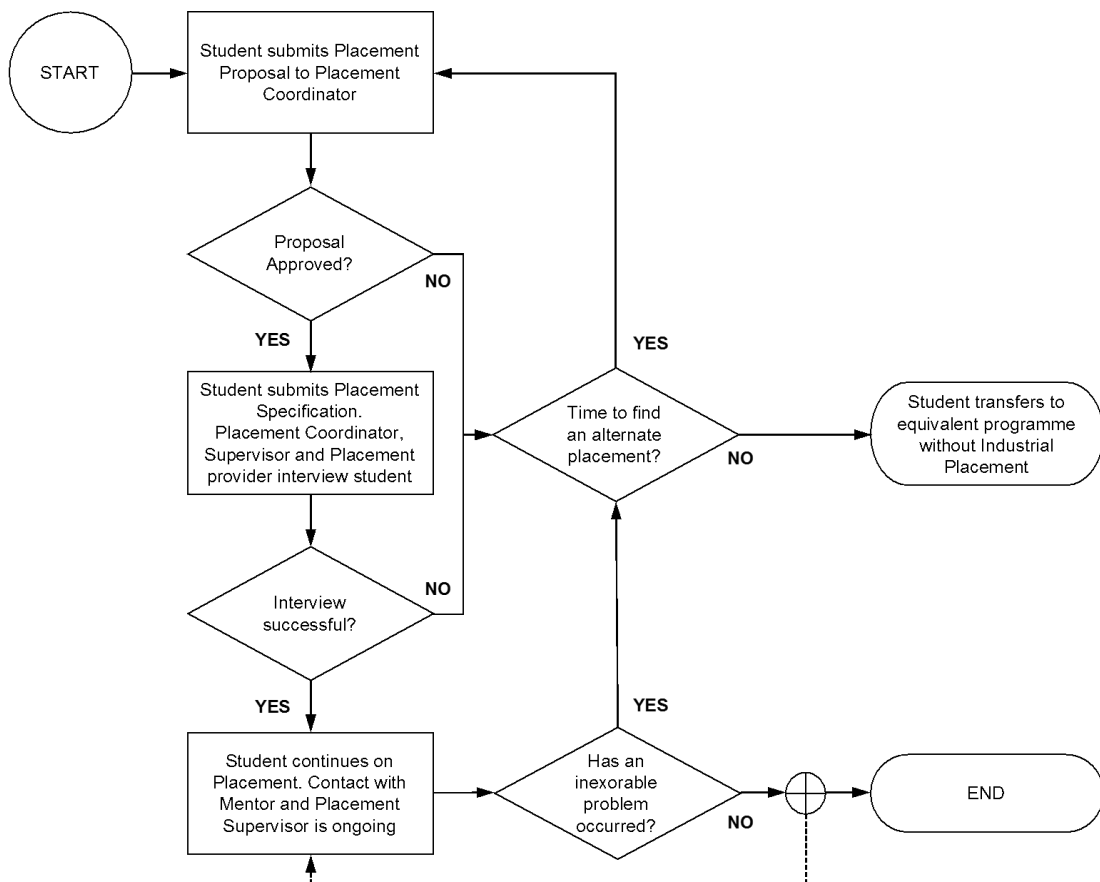 START
Student submits Placement
Proposal to Placement
Coordinator
Proposal
Approved?
NO
YES
Student submits Placement
Specification.
Placement Coordinator,
Supervisor and Placement
provider interview student
Interview
successful?
NO
YES
Student continues on
Placement. Contact with
Mentor and Placement
Supervisor is ongoing
YES
Time to find
an alternate
placement?
NO
Student transfers to
equivalent programme
without Industrial
Placement
YES
Has an
inexorable
problem
occurred?
NO
END